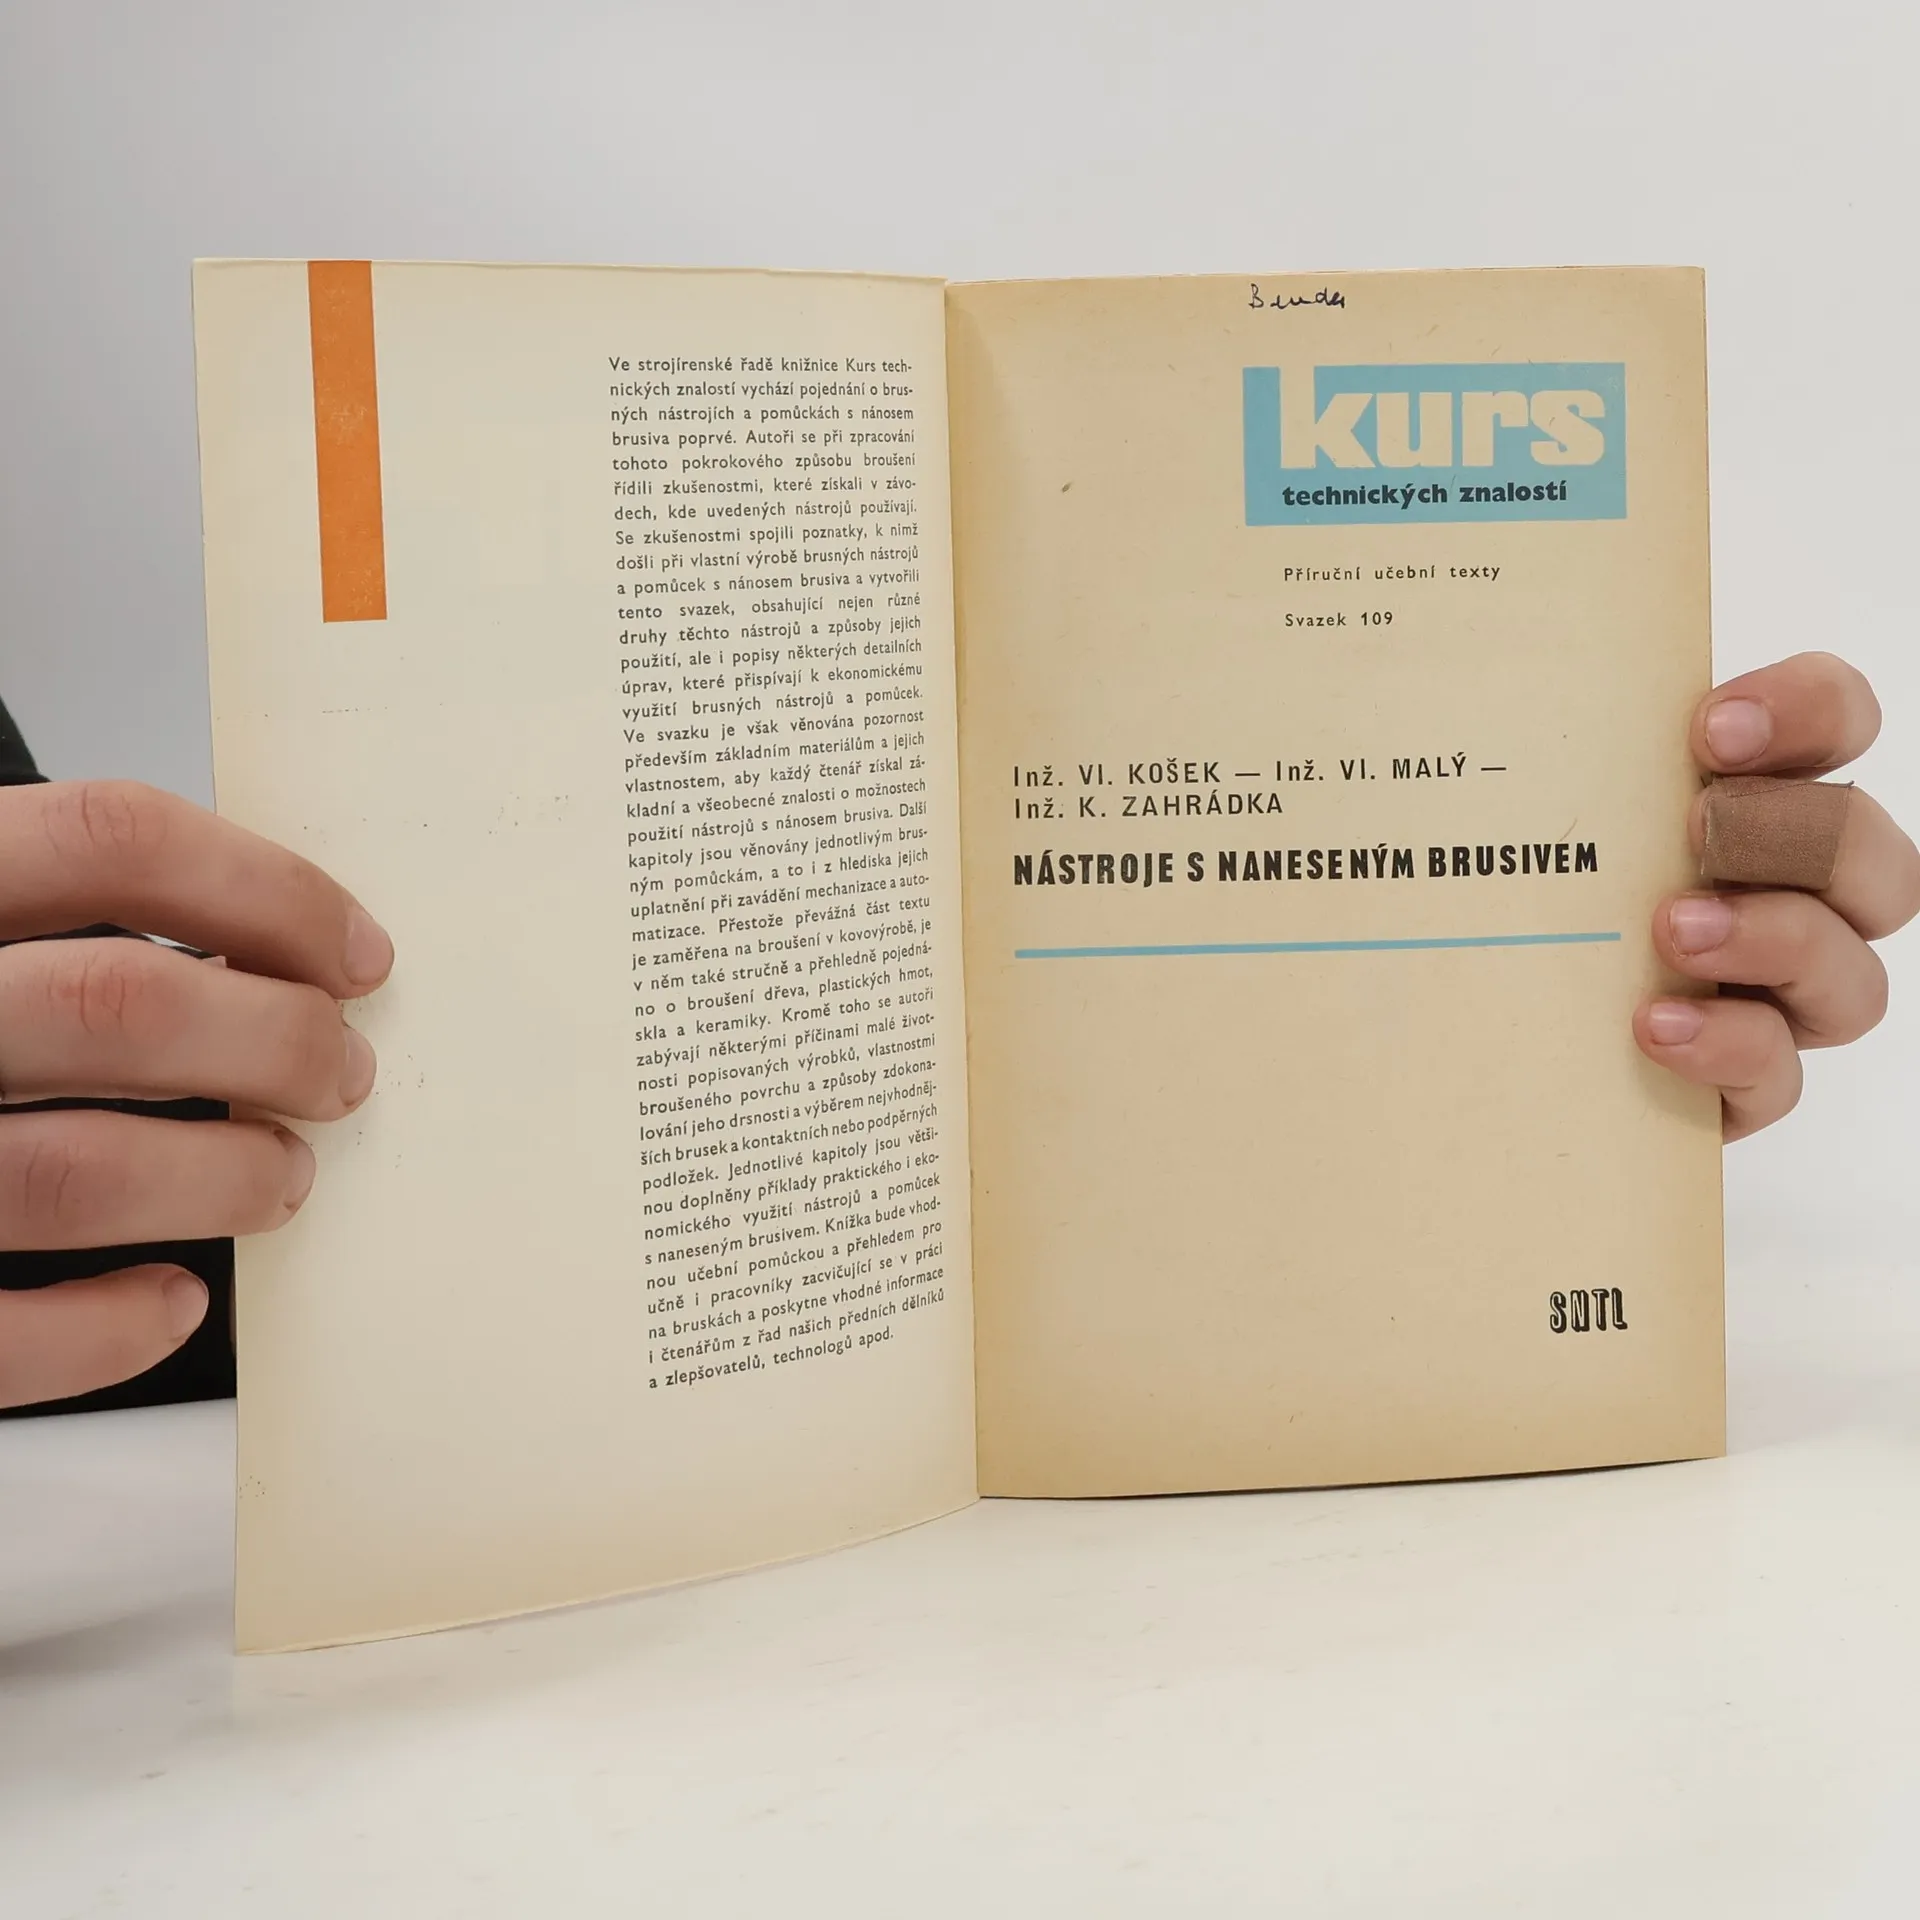 Ve strojírenské řadě knižnice Kurs tech-
nických znalostí vychází pojednání o brus-
ných nástrojích a pomůckách s nánosem
brusiva poprvé. Autoři se při zpracování
tohoto pokrokového způsobu broušení
řídili zkušenostmi, které získali v závo-
dech, kde uvedených nástrojů používají.
Se zkušenostmi spojili poznatky, k nimž
došli při vlastní výrobě brusných nástrojů
a pomůcek s nánosem brusiva a vytvořili
tento svazek, obsahující nejen různé
druhy těchto nástrojů a způsoby jejich
použití, ale i popisy některých detailních
úprav, které přispívají k ekonomickému
využití brusných nástrojů a pomůcek.
Ve svazku je však věnována pozornost
především základním materiálům a jejich
vlastnostem, aby každý čtenář získal zá-
kladní a všeobecné znalosti o možnostech
použití nástrojů s nánosem brusiva. Další
kapitoly jsou věnovány jednotlivým brus-
ným pomůckám, a to i z hlediska jejich
uplatnění při zavádění mechanizace a auto-
matizace. Přestože převážná část textu
je zaměřena na broušení v kovovýrobě, je
v něm také stručně a přehledně pojedná-
no o broušení dřeva, plastických hmot,
skla a keramiky. Kromě toho se autoři
zabývají některými příčinami malé život-
nosti popisovaných výrobků, vlastnostmi
broušeného povrchu a způsoby zdokona-
lování jeho drsnosti a výběrem nejvhodněj-
ších brusek a kontaktních nebo podpěrných
podložek. Jednotlivé kapitoly jsou větši-
nou doplněny příklady praktického i eko-
nomického využití nástrojů a pomůcek
s naneseným brusivem. Knížka bude vhod-
nou učební pomůckou a přehledem pro
učně i pracovníky zacvičující se v práci
na bruskách a poskytne vhodné informace
i čtenářům z řad našich předních dělníků
a zlepšovatelů, technologů apod.
kurs
technických znalostí
Příruční učební texty
Svazek 109
Inž. Vl. KOŠEK — Inž. Vl. MALÝ —
Inž. K. ZAHRÁDKA
NÁSTROJE S NANESENÝM BRUSIVEM
SNTL